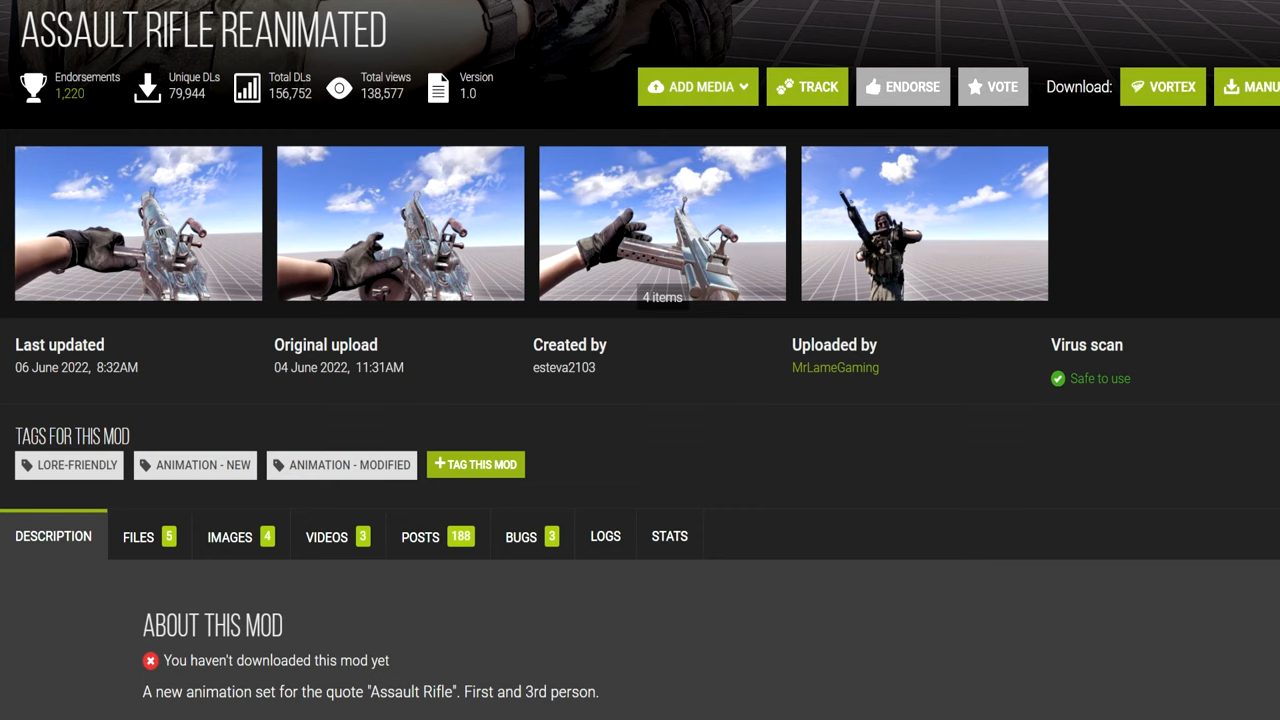 ASSAULT RIFLE REANIMATED
Endorsements
1,220
Unique DLs
79,944
Total DLs
156,752
Total views
138,577
Version
1.0
ADD MEDIA
TRACK
ENDORSE
VOTE
Download:
VORTEX
MANU
4 items
Last updated
06 June 2022, 8:32AM
Original upload
04 June 2022, 11:31AM
Created by
esteva2103
Uploaded by
MrLameGaming
Virus scan
Safe to use
TAGS FOR THIS MOD
LORE-FRIENDLY
ANIMATION - NEW
ANIMATION - MODIFIED
+ TAG THIS MOD
DESCRIPTION
FILES 5
IMAGES 4
VIDEOS 3
POSTS 188
BUGS 3
LOGS
STATS
ABOUT THIS MOD
You haven't downloaded this mod yet
A new animation set for the quote "Assault Rifle". First and 3rd person.